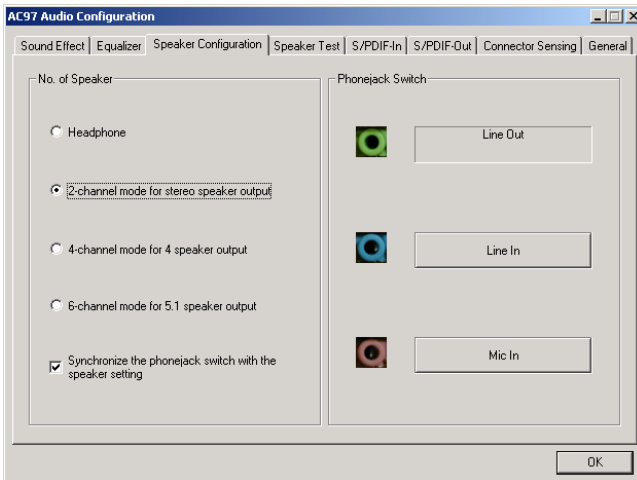 AC97 Audio Configuration
Sound Effect
Equalizer
Speaker Configuration
Speaker Test
S/PDIF-In
S/PDIF-Out
Connector Sensing
General
No. of Speaker
Headphone
2-channel mode for stereo speaker output
4-channel mode for 4 speaker output
6-channel mode for 5.1 speaker output
Synchronize the phonejack switch with the
speaker setting
Phonejack Switch
Line Out
Line In
Mic In
OK